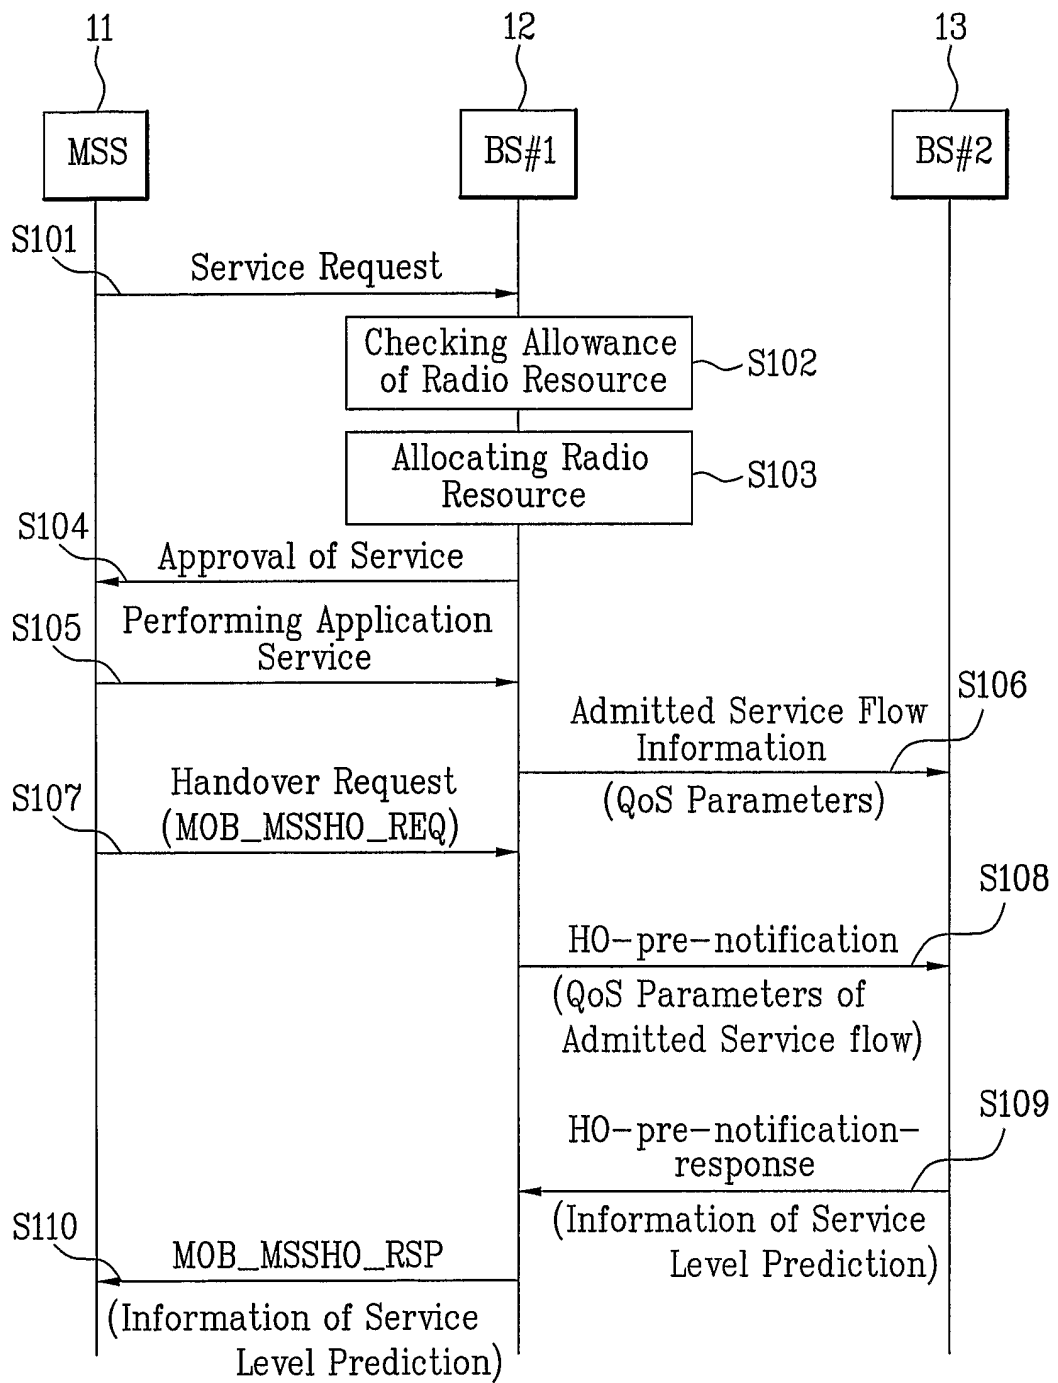 11
12
13
MSS
BS#1
BS#2
S101
Service Request
Checking Allowance
of Radio Resource
S102
Allocating Radio
Resource
S103
S104
Approval of Service
S105
Performing Application
Service
S106
Admitted Service Flow
Information
(QoS Parameters)
S107
Handover Request
(MOB_MSSHO_REQ)
S108
HO-pre-notification
(QoS Parameters of
Admitted Service flow)
S109
HO-pre-notification-
response
(Information of Service
Level Prediction)
S110
MOB_MSSHO_RSP
(Information of Service
Level Prediction)